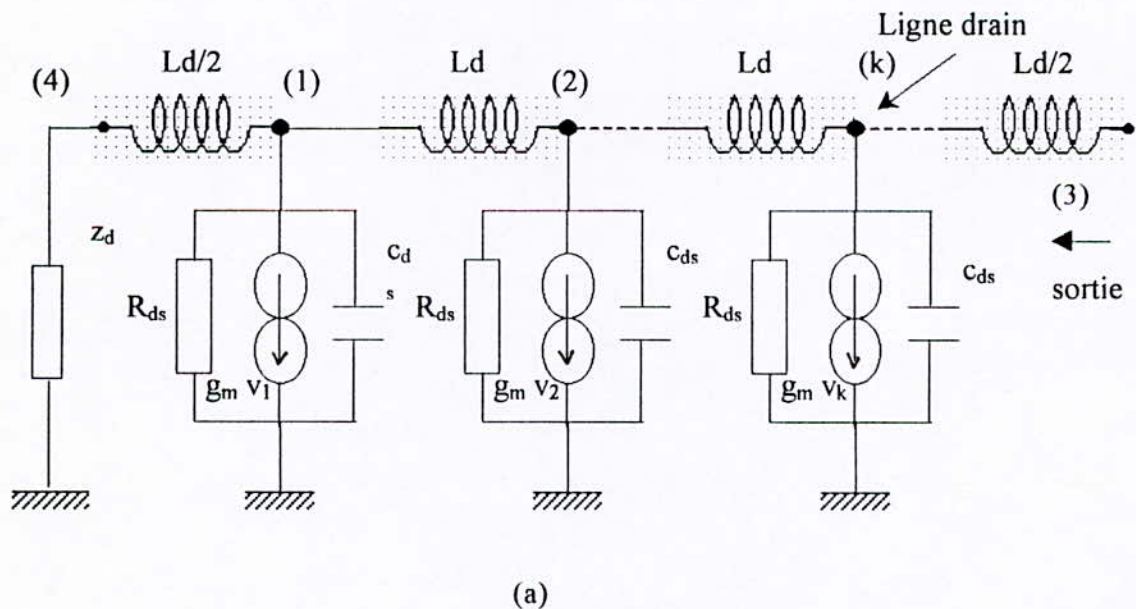 Ligne drain
(4)
Ld/2
(1)
Ld
(2)
Ld
(k)
Ld/2
(3)
sortie
zd
Rds
gm v1
cd
s
Rds
gm v2
cds
Rds
gm vk
cds
(a)